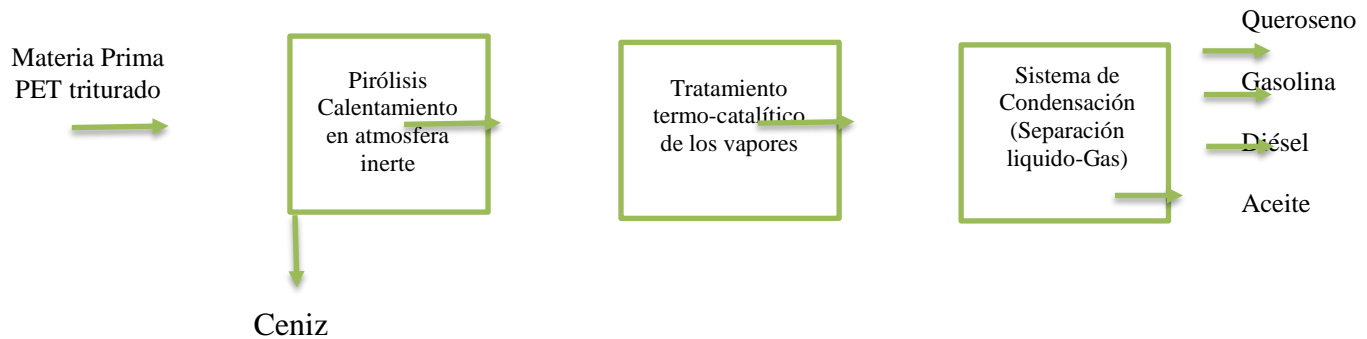 Materia Prima
PET triturado
Pirólisis
Calentamiento
en atmosfera
inerte
Ceniz
Tratamiento
termo-catalítico
de los vapores
Sistema de
Condensación
(Separación
liquido-Gas)
Queroseno
Gasolina
Diésel
Aceite